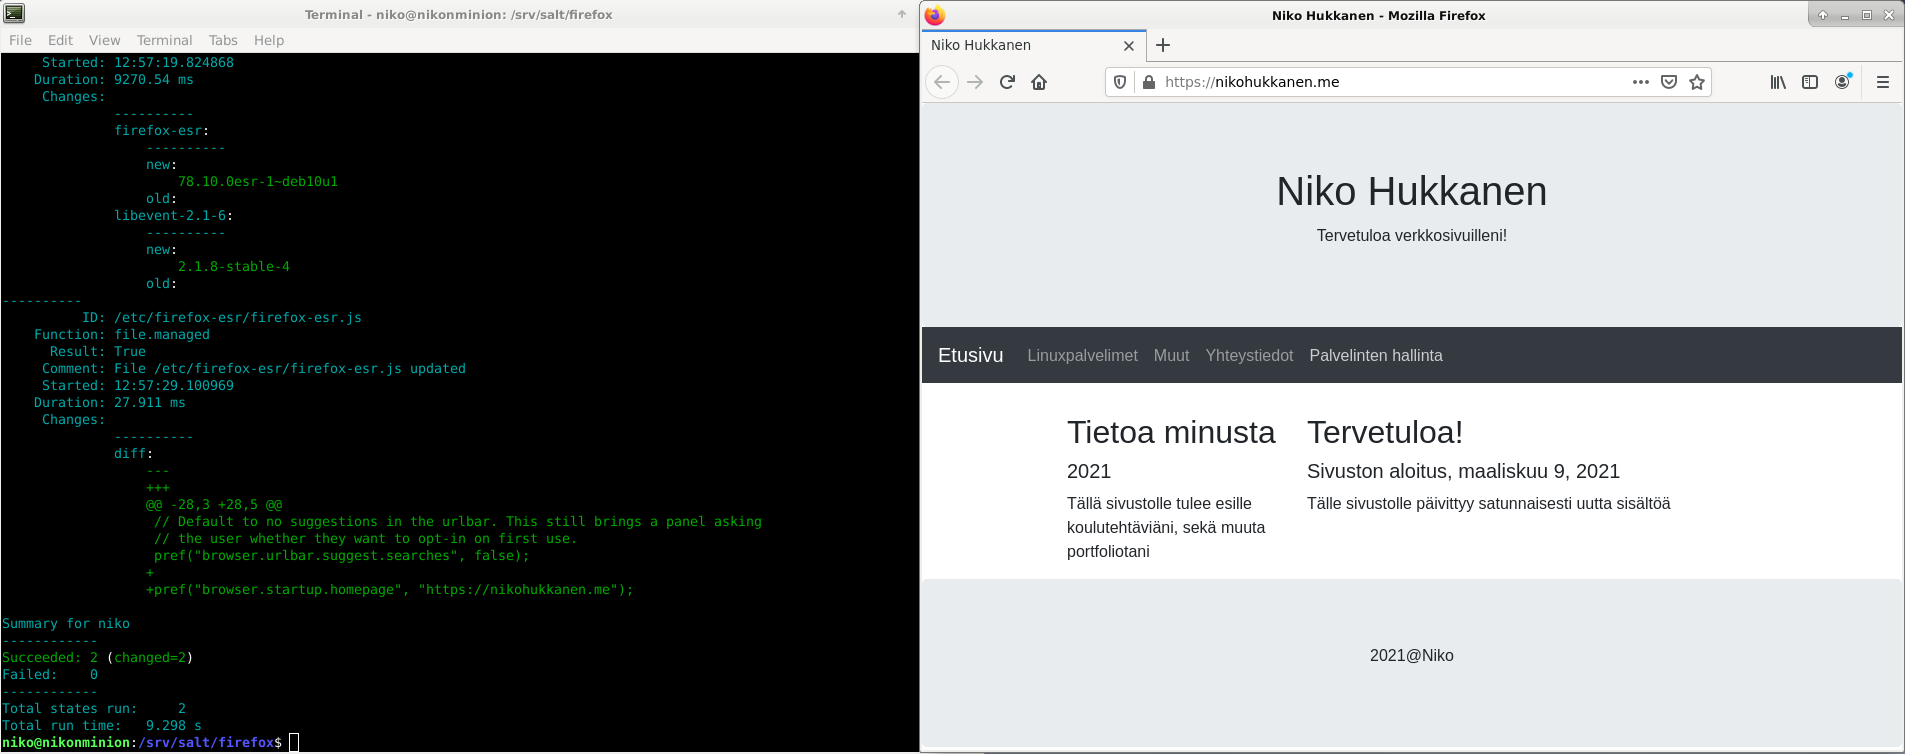 Terminal - niko@nikonminion: /srv/salt/firefox
File Edit View Terminal Tabs Help
Started: 12:57:19.824868
Duration: 9270.54 ms
Changes:
----------
firefox-esr:
----------
new:
78.10.0esr-1~deb10u1
old:
libevent-2.1-6:
----------
new:
2.1.8-stable-4
old:
----------
ID: /etc/firefox-esr/firefox-esr.js
Function: file.managed
Result: True
Comment: File /etc/firefox-esr/firefox-esr.js updated
Started: 12:57:29.100969
Duration: 27.911 ms
Changes:
----------
diff:
---
+++
@@ -28,3 +28,5 @@
// Default to no suggestions in the urlbar. This still brings a panel asking
// the user whether they want to opt-in on first use.
pref("browser.urlbar.suggest.searches", false);
+
+pref("browser.startup.homepage", "https://nikohukkanen.me");
Summary for niko
------------
Succeeded: 2 (changed=2)
Failed: 0
------------
Total states run: 2
Total run time: 9.298 s
niko@nikonminion:/srv/salt/firefox$
Niko Hukkanen - Mozilla Firefox
Niko Hukkanen
https://nikohukkanen.me
Niko Hukkanen
Tervetuloa verkkosivuilleni!
Etusivu Linuxpalvelimet Muut Yhteystiedot Palvelinten hallinta
Tietoa minusta
2021
Tällä sivustolle tulee esille
koulutehtäviäni, sekä muuta
portfoliotani
Tervetuloa!
Sivuston aloitus, maaliskuu 9, 2021
Tälle sivustolle päivittyy satunnaisesti uutta sisältöä
2021@Niko